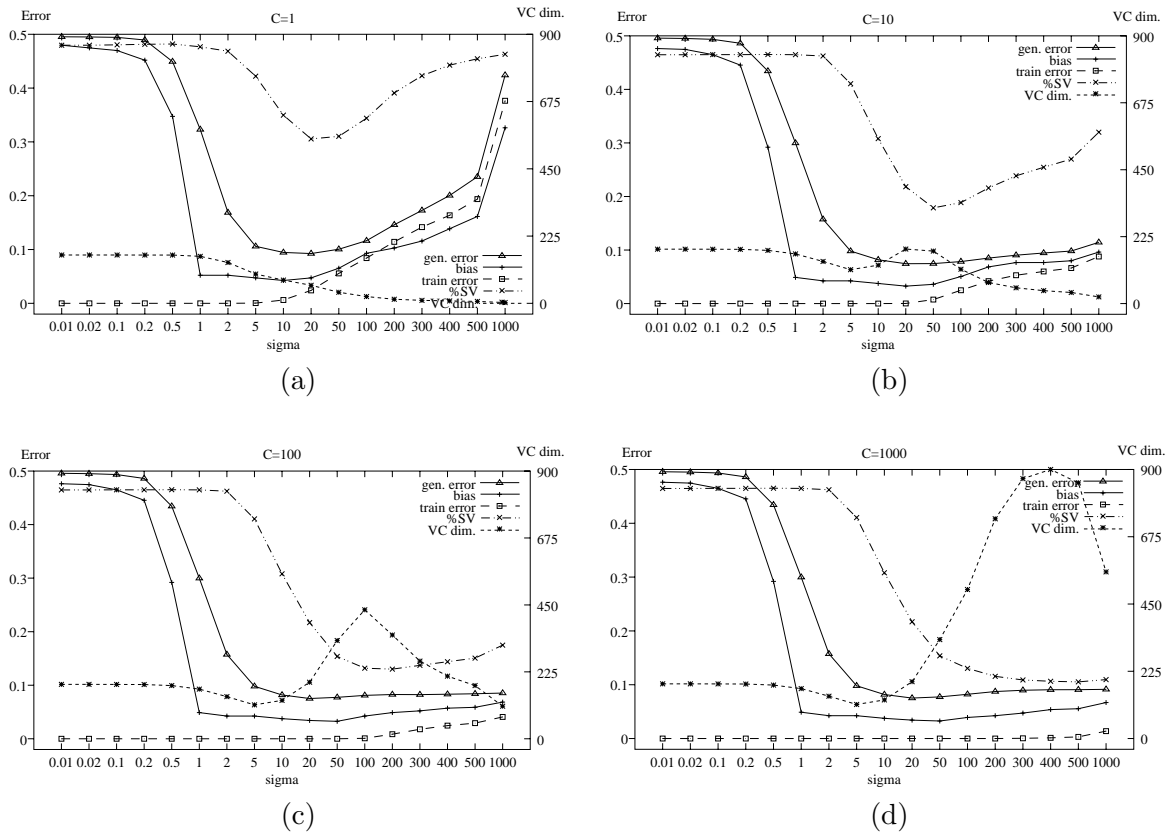 Error C=1 VC dim.
0.5 900
0.4 675
0.3 450
0.2 225
0.1 0
0
gen. error
bias
train error
%SV
VC dim.
0.01 0.02 0.1 0.2 0.5 1 2 5 10 20 50 100 200 300 400 500 1000
sigma
(a)
Error C=10 VC dim.
0.5 900
0.4 675
0.3 450
0.2 225
0.1 0
0
gen. error
bias
train error
%SV
VC dim.
0.01 0.02 0.1 0.2 0.5 1 2 5 10 20 50 100 200 300 400 500 1000
sigma
(b)
Error C=100 VC dim.
0.5 900
0.4 675
0.3 450
0.2 225
0.1 0
0
gen. error
bias
train error
%SV
VC dim.
0.01 0.02 0.1 0.2 0.5 1 2 5 10 20 50 100 200 300 400 500 1000
sigma
(c)
Error C=1000 VC dim.
0.5 900
0.4 675
0.3 450
0.2 225
0.1 0
0
gen. error
bias
train error
%SV
VC dim.
0.01 0.02 0.1 0.2 0.5 1 2 5 10 20 50 100 200 300 400 500 1000
sigma
(d)